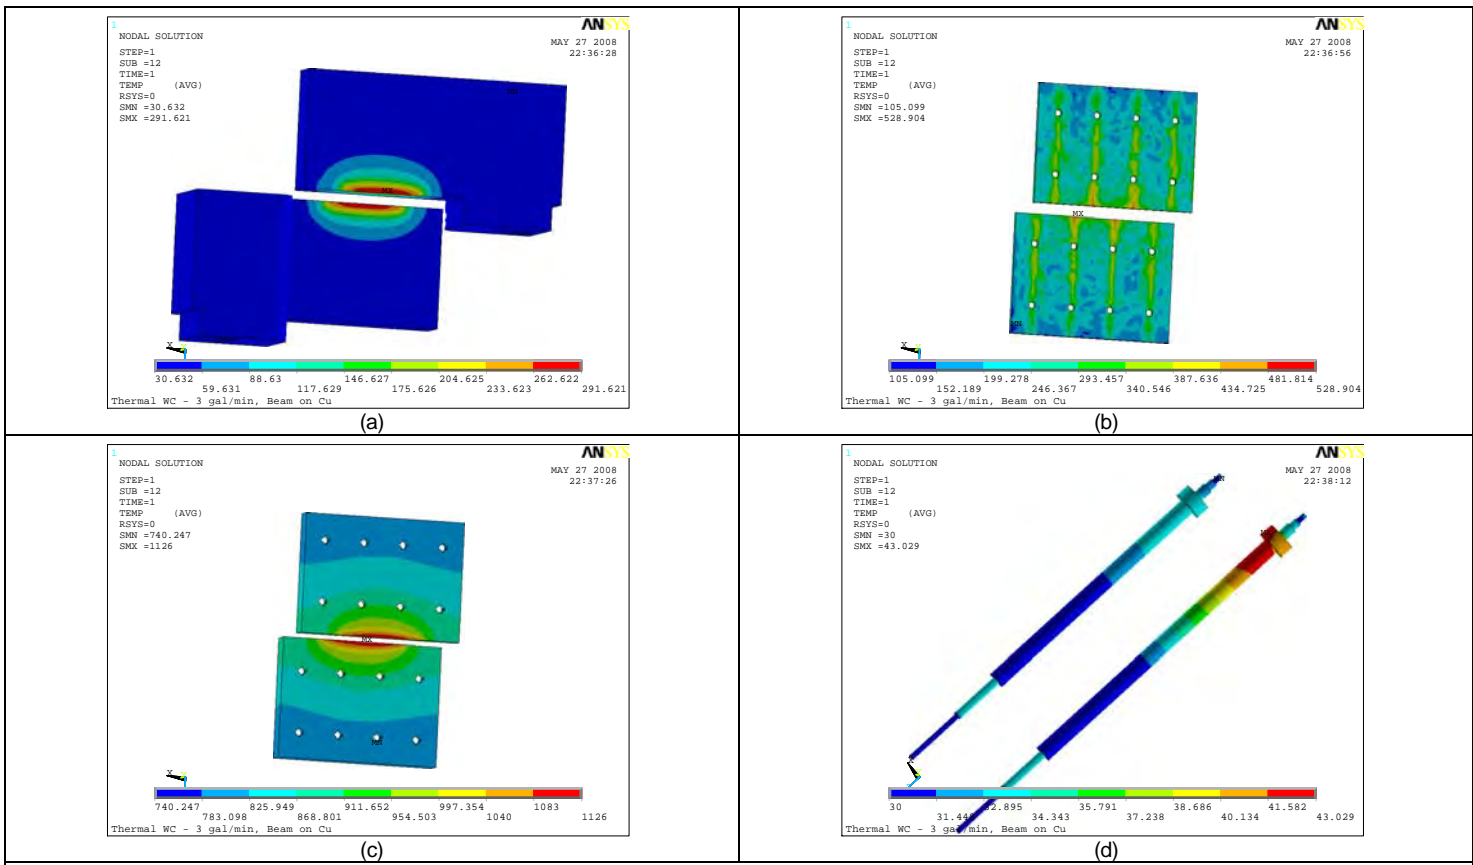 1
ANSYS
NODAL SOLUTION
MAY 27 2008
22:36:28
STEP=1
SUB =12
TIME=1
TEMP (AVG)
RSYS=0
SMN =30.632
SMX =291.621
MX
X
30.632 88.63 146.627 204.625 262.622
59.631 117.629 175.626 233.623 291.621
Thermal WC - 3 gal/min, Beam on Cu
(a)
1
ANSYS
NODAL SOLUTION
MAY 27 2008
22:36:56
STEP=1
SUB =12
TIME=1
TEMP (AVG)
RSYS=0
SMN =105.099
SMX =528.904
MX
MN
X
105.099 199.278 293.457 387.636 481.814
152.189 246.367 340.546 434.725 528.904
Thermal WC - 3 gal/min, Beam on Cu
(b)
1
ANSYS
NODAL SOLUTION
MAY 27 2008
22:37:26
STEP=1
SUB =12
TIME=1
TEMP (AVG)
RSYS=0
SMN =740.247
SMX =1126
MX
MN
X
740.247 825.949 911.652 997.354 1083
783.098 868.801 954.503 1040 1126
Thermal WC - 3 gal/min, Beam on Cu
(c)
1
ANSYS
NODAL SOLUTION
MAY 27 2008
22:38:12
STEP=1
SUB =12
TIME=1
TEMP (AVG)
RSYS=0
SMN =30
SMX =43.029
MN
X
30 35.791 38.686 41.582
34.343 37.238 40.134 43.029
Thermal WC - 3 gal/min, Beam on Cu
(d)